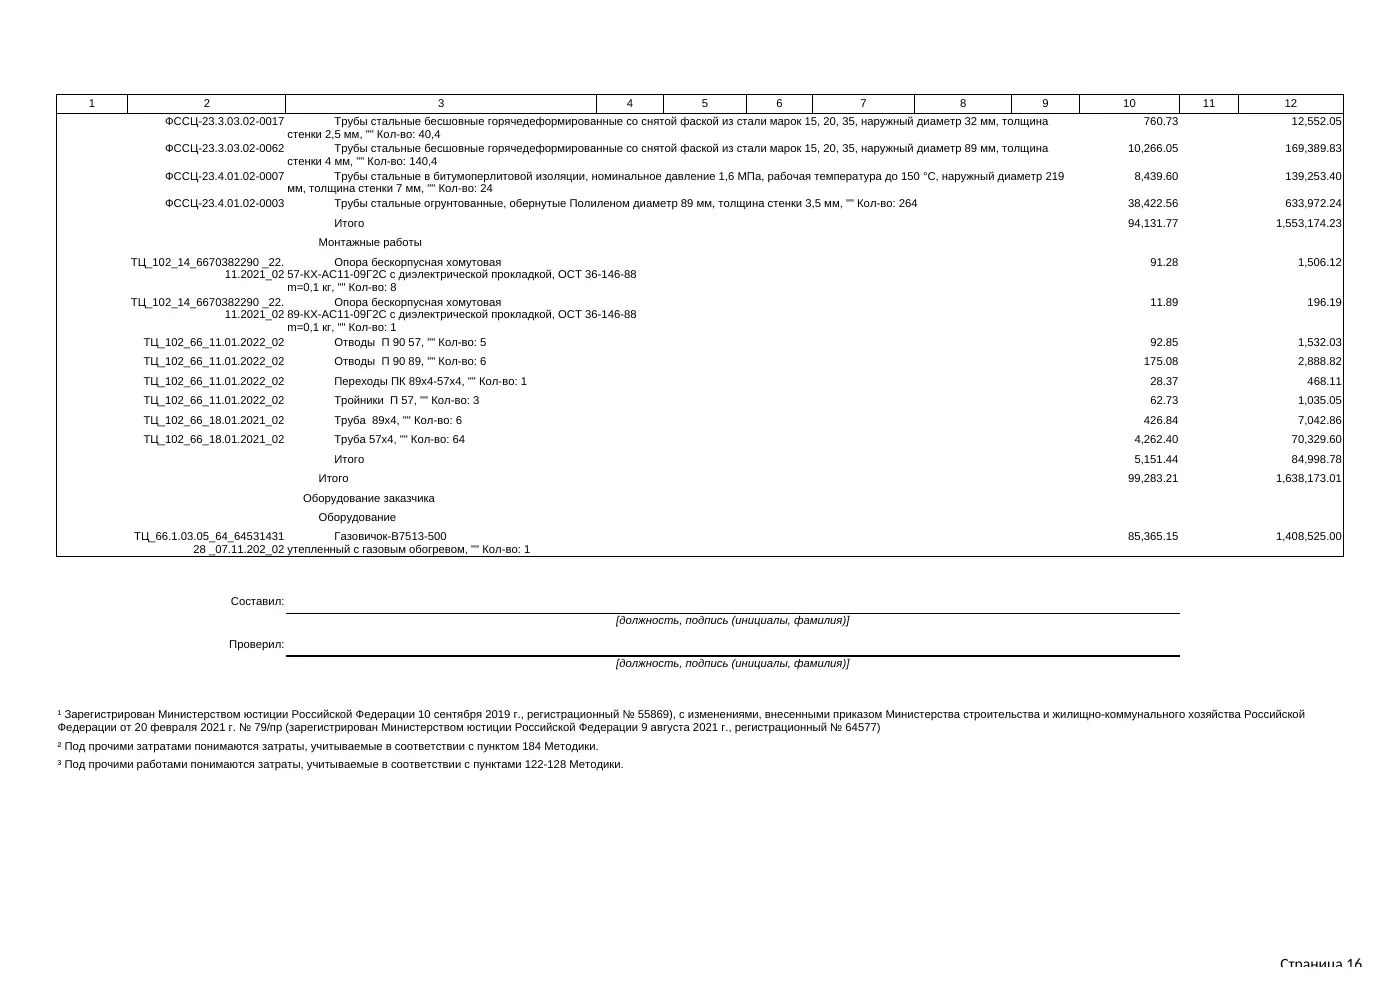 1 2 3 4 5 6 7 8 9 10 11 12
ФССЦ-23.3.03.02-0017 Трубы стальные бесшовные горячедеформированные со снятой фаской из стали марок 15, 20, 35, наружный диаметр 32 мм, толщина 760.73 12,552.05
стенки 2,5 мм, "" Кол-во: 40,4
ФССЦ-23.3.03.02-0062 Трубы стальные бесшовные горячедеформированные со снятой фаской из стали марок 15, 20, 35, наружный диаметр 89 мм, толщина 10,266.05 169,389.83
стенки 4 мм, "" Кол-во: 140,4
ФССЦ-23.4.01.02-0007 Трубы стальные в битумоперлитовой изоляции, номинальное давление 1,6 МПа, рабочая температура до 150 °С, наружный диаметр 219 8,439.60 139,253.40
мм, толщина стенки 7 мм, "" Кол-во: 24
ФССЦ-23.4.01.02-0003 Трубы стальные огрунтованные, обернутые Полиленом диаметр 89 мм, толщина стенки 3,5 мм, "" Кол-во: 264 38,422.56 633,972.24
Итого 94,131.77 1,553,174.23
Монтажные работы
ТЦ_102_14_6670382290 _22. Опора бескорпусная хомутовая 91.28 1,506.12
11.2021_02 57-КХ-АС11-09Г2С с диэлектрической прокладкой, ОСТ 36-146-88
m=0,1 кг, "" Кол-во: 8
ТЦ_102_14_6670382290 _22. Опора бескорпусная хомутовая 11.89 196.19
11.2021_02 89-КХ-АС11-09Г2С с диэлектрической прокладкой, ОСТ 36-146-88
m=0,1 кг, "" Кол-во: 1
ТЦ_102_66_11.01.2022_02 Отводы  П 90 57, "" Кол-во: 5 92.85 1,532.03
ТЦ_102_66_11.01.2022_02 Отводы  П 90 89, "" Кол-во: 6 175.08 2,888.82
ТЦ_102_66_11.01.2022_02 Переходы ПК 89х4-57х4, "" Кол-во: 1 28.37 468.11
ТЦ_102_66_11.01.2022_02 Тройники  П 57, "" Кол-во: 3 62.73 1,035.05
ТЦ_102_66_18.01.2021_02 Труба  89х4, "" Кол-во: 6 426.84 7,042.86
ТЦ_102_66_18.01.2021_02 Труба 57х4, "" Кол-во: 64 4,262.40 70,329.60
Итого 5,151.44 84,998.78
Итого 99,283.21 1,638,173.01
Оборудование заказчика
Оборудование
ТЦ_66.1.03.05_64_64531431 Газовичок-В7513-500 85,365.15 1,408,525.00
28 _07.11.202_02 утепленный с газовым обогревом, "" Кол-во: 1
Составил:
[должность, подпись (инициалы, фамилия)]
Проверил:
[должность, подпись (инициалы, фамилия)]
¹ Зарегистрирован Министерством юстиции Российской Федерации 10 сентября 2019 г., регистрационный № 55869), с изменениями, внесенными приказом Министерства строительства и жилищно-коммунального хозяйства Российской
Федерации от 20 февраля 2021 г. № 79/пр (зарегистрирован Министерством юстиции Российской Федерации 9 августа 2021 г., регистрационный № 64577)
² Под прочими затратами понимаются затраты, учитываемые в соответствии с пунктом 184 Методики.
³ Под прочими работами понимаются затраты, учитываемые в соответствии с пунктами 122-128 Методики.
Страница 16